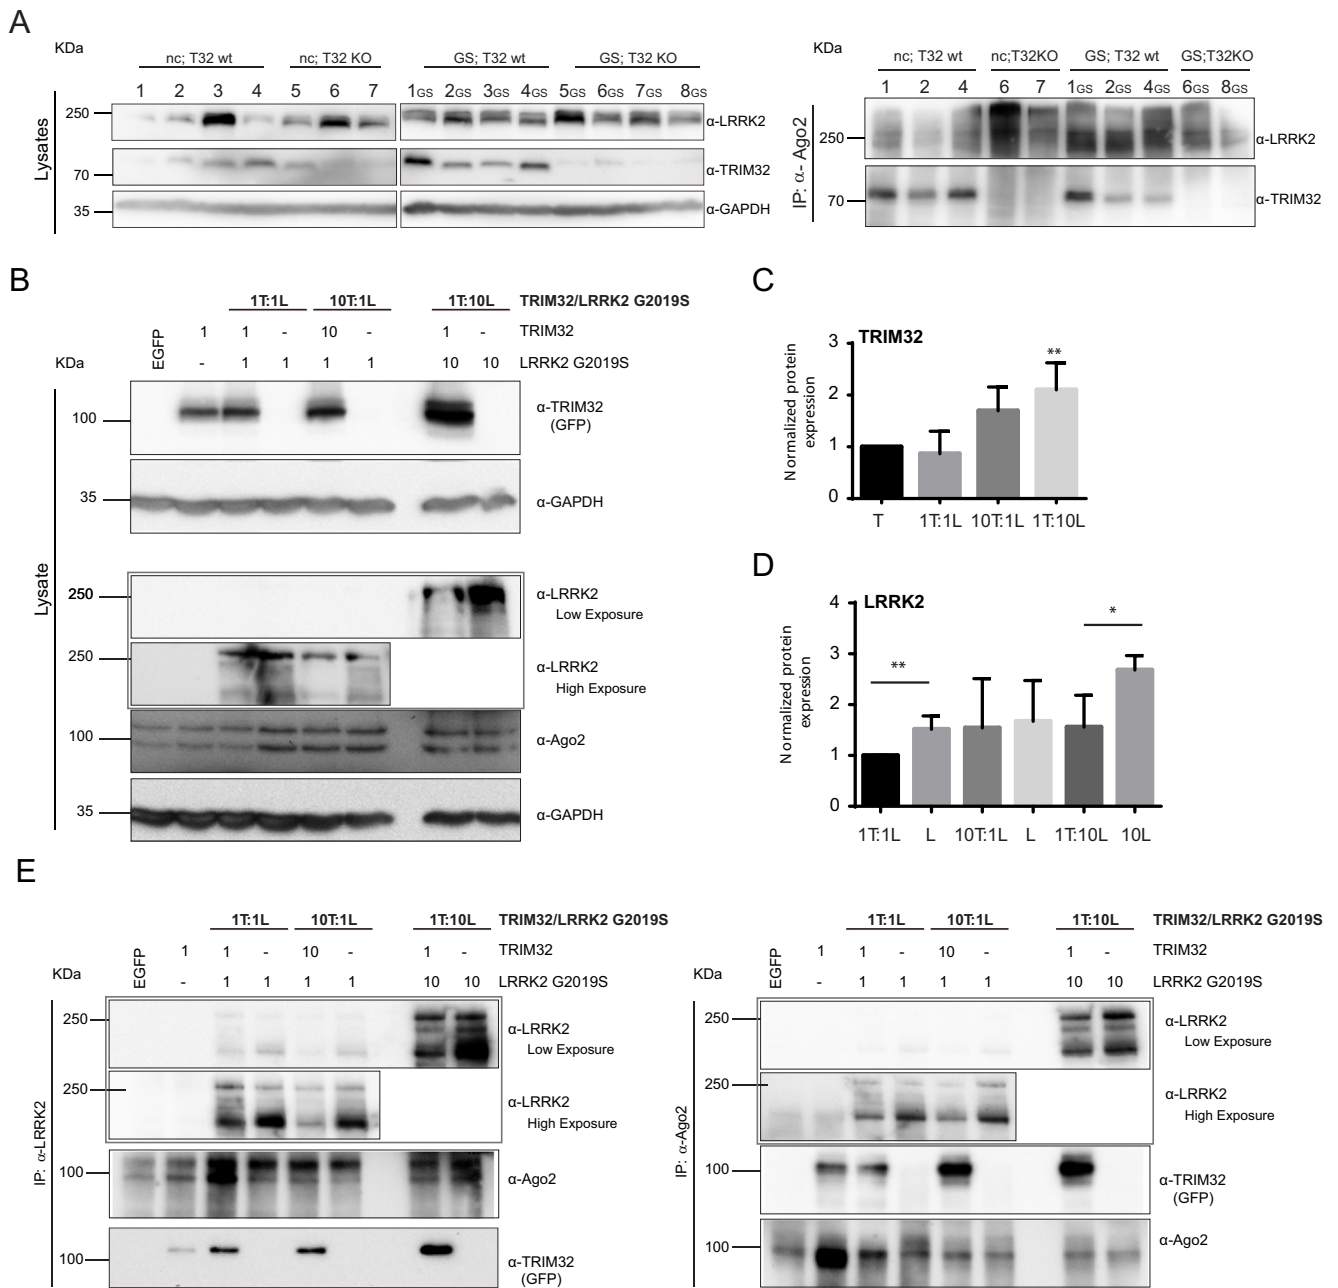 A
KDa
nc; T32 wt
nc; T32 KO
GS; T32 wt
GS; T32 KO
1 2 3 4 5 6 7 1GS 2GS 3GS 4GS 5GS 6GS 7GS 8GS
Lysates
250
α-LRRK2
70
α-TRIM32
35
α-GAPDH
KDa
nc; T32 wt
nc;T32KO
GS; T32 wt
GS;T32KO
1 2 4 6 7 1GS 2GS 4GS 6GS 8GS
IP: α- Ago2
250
α-LRRK2
70
α-TRIM32
B
1T:1L 10T:1L 1T:10L TRIM32/LRRK2 G2019S
EGFP 1 1 - 10 - 1 - TRIM32
KDa - 1 1 1 1 10 10 LRRK2 G2019S
Lysate
100
α-TRIM32
(GFP)
35
α-GAPDH
250
α-LRRK2
Low Exposure
250
α-LRRK2
High Exposure
100
α-Ago2
35
α-GAPDH
C
TRIM32
Normalized protein
expression
3
2
1
0
**
T 1T:1L 10T:1L 1T:10L
D
LRRK2
Normalized protein
expression
4
3
2
1
0
**
*
1T:1L L 10T:1L L 1T:10L 10L
E
1T:1L 10T:1L 1T:10L TRIM32/LRRK2 G2019S
EGFP 1 1 - 10 - 1 - TRIM32
KDa - 1 1 1 1 10 10 LRRK2 G2019S
IP: α-LRRK2
250
α-LRRK2
Low Exposure
250
α-LRRK2
High Exposure
100
α-Ago2
100
α-TRIM32
(GFP)
1T:1L 10T:1L 1T:10L TRIM32/LRRK2 G2019S
EGFP 1 1 - 10 - 1 - TRIM32
KDa - 1 1 1 1 10 10 LRRK2 G2019S
IP: α-Ago2
250
α-LRRK2
Low Exposure
250
α-LRRK2
High Exposure
100
α-TRIM32
(GFP)
100
α-Ago2